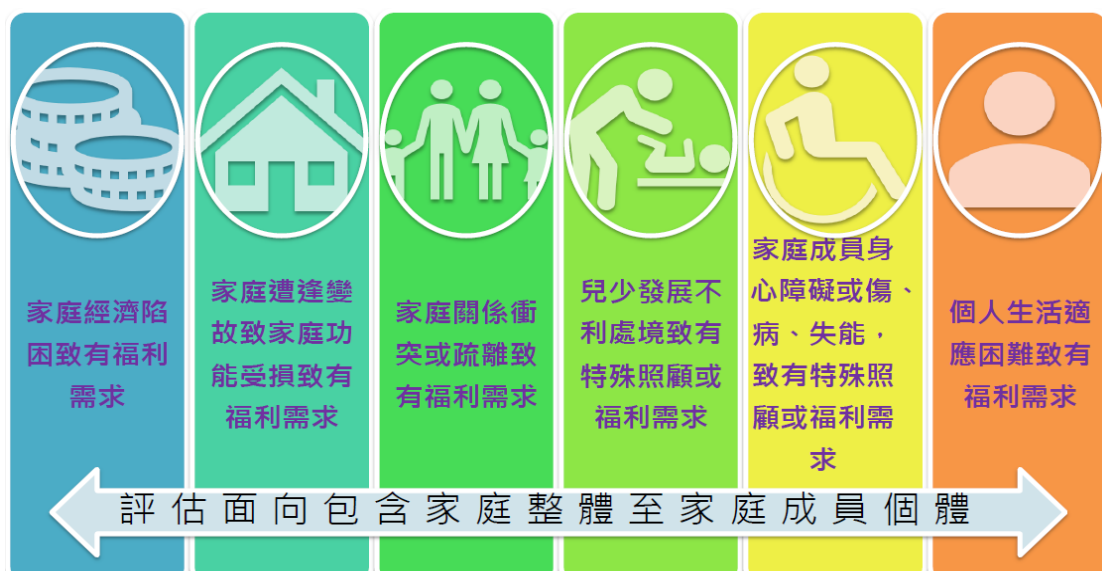 家庭經濟陷
困致有福利
需求
家庭遭逢變
故致家庭功
能受損致有
福利需求
家庭關係衝
突或疏離致
有福利需求
兒少發展不
利處境致有
特殊照顧或
福利需求
家庭成員身
心障礙或傷、
病、失能，
致有特殊照
顧或福利需
求
個人生活適
應困難致有
福利需求
評估面向包含家庭整體至家庭成員個體